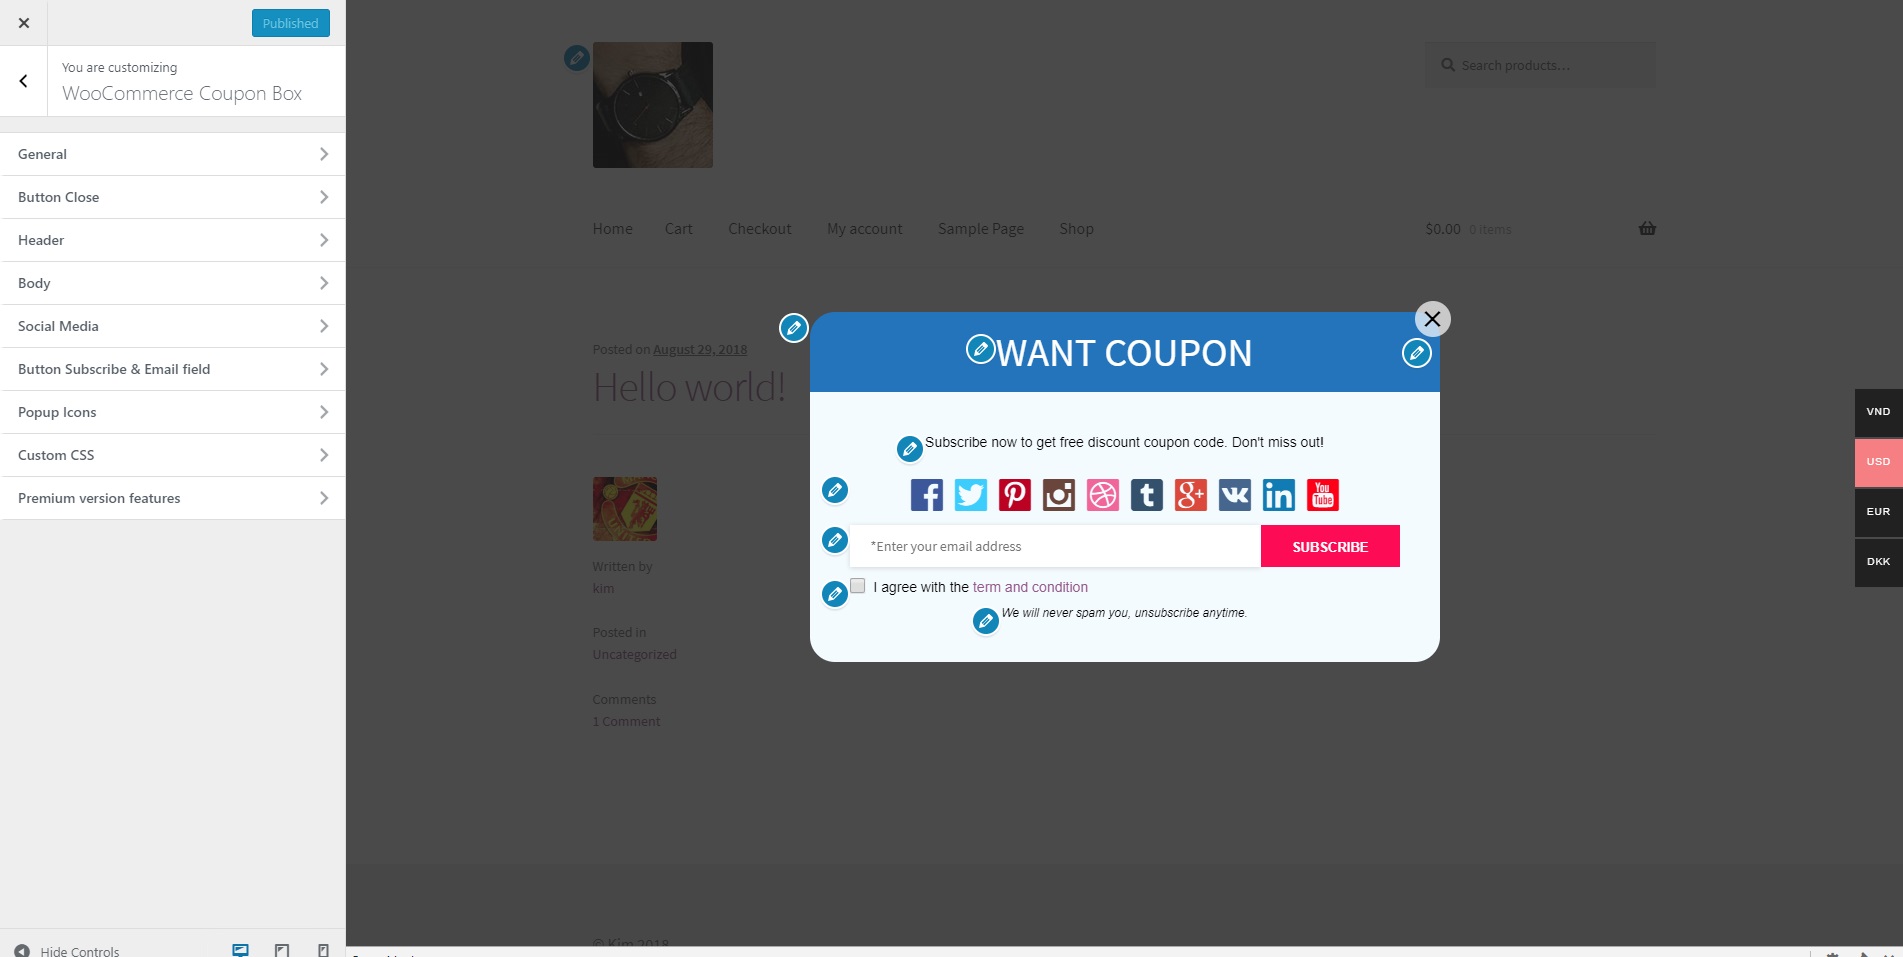 Published
You are customizing
WooCommerce Coupon Box
General
Button Close
Header
Body
Social Media
Button Subscribe & Email field
Popup Icons
Custom CSS
Premium version features
Hide Controls
Search products…
Home Cart Checkout My account Sample Page Shop
$0.00 0 items
Posted on August 29, 2018
Hello world!
Written by
kim
Posted in
Uncategorized
Comments
1 Comment
WANT COUPON
Subscribe now to get free discount coupon code. Don't miss out!
You Tube
*Enter your email address
SUBSCRIBE
I agree with the term and condition
We will never spam you, unsubscribe anytime.
VND
USD
EUR
DKK
© Kim 2018